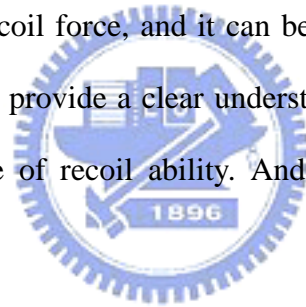 coil force, and it can be
provide a clear underst
e of recoil ability. And
1896